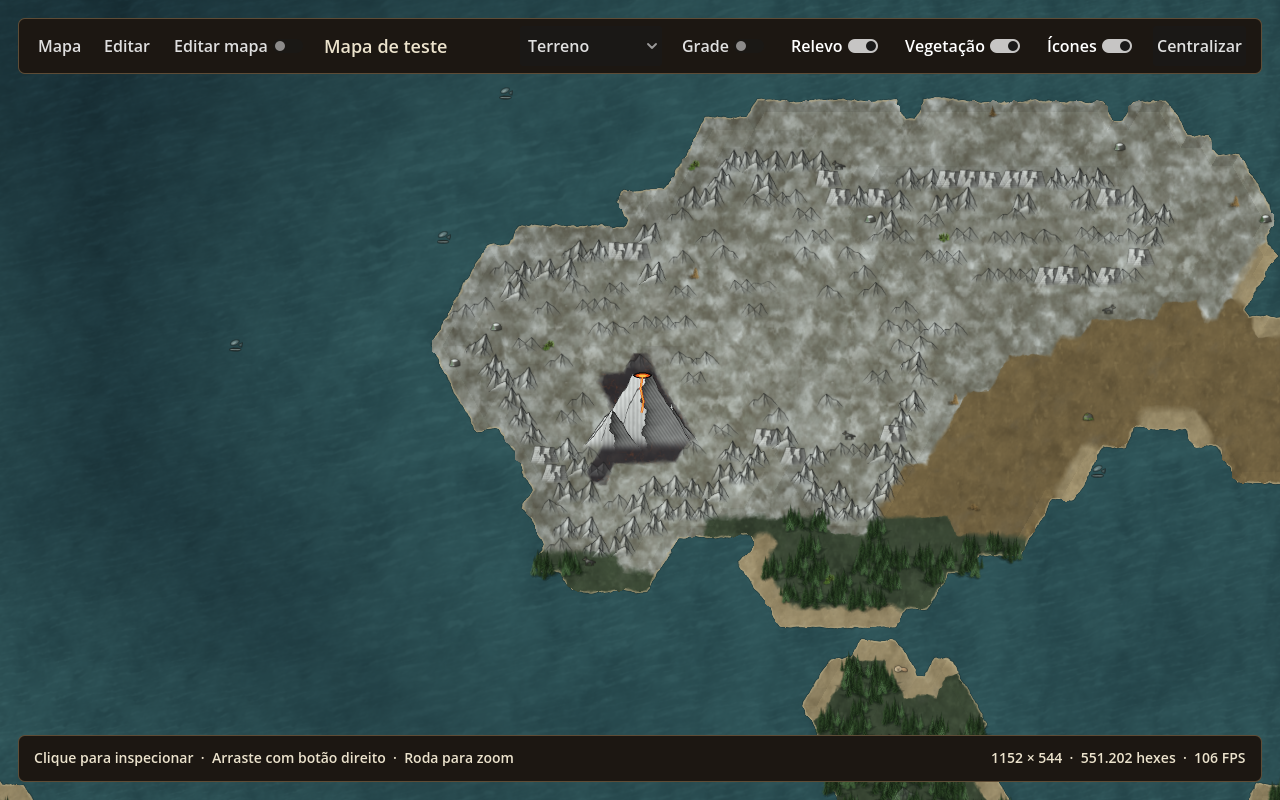 Mapa Editar Editar mapa Mapa de teste Terreno Grade Relevo Vegetação Ícones Centralizar
Clique para inspecionar · Arraste com botão direito · Roda para zoom 1152 × 544 · 551.202 hexes · 106 FPS